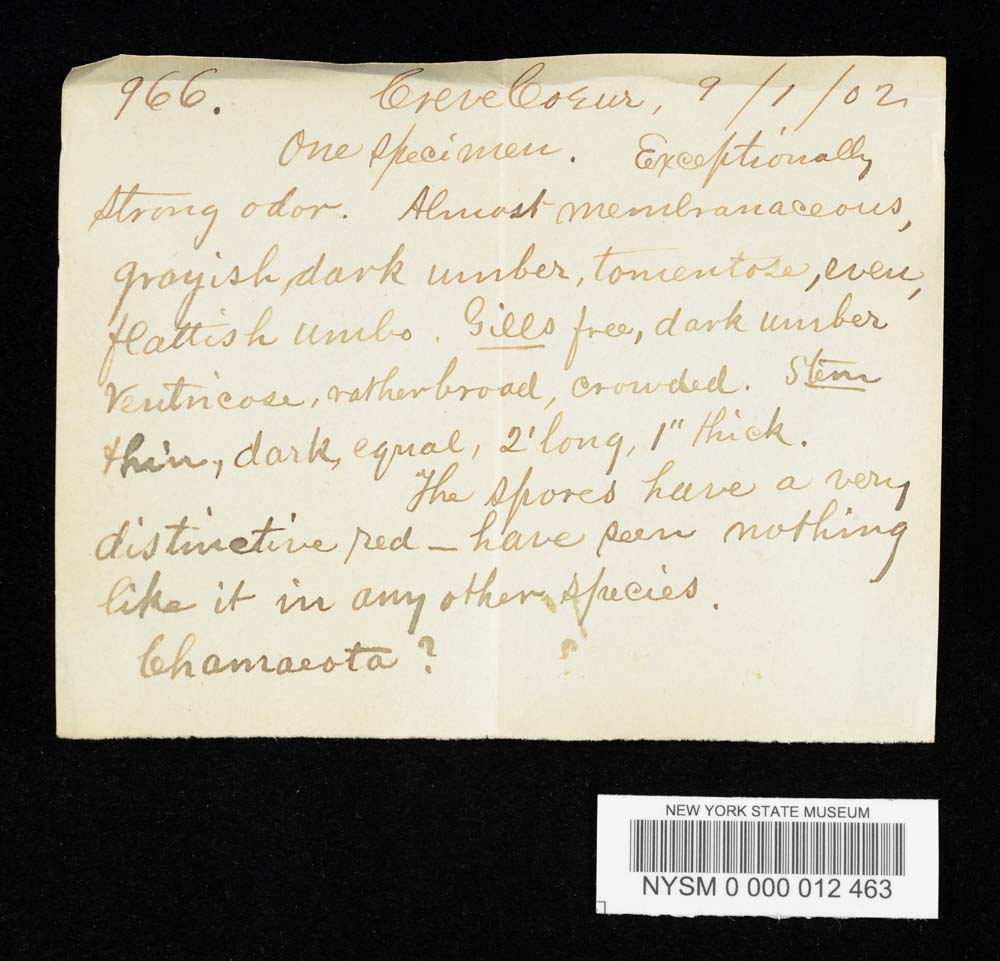 966. Creve Coeur, 9/1/02
One specimen. Exceptionally
strong odor. Almost membranaceous,
grayish, dark umber, tomentose, even,
flattish umbo. Gills free, dark umber
Ventricose, rather broad, crowded. Stem
thin, dark, equal, 2' long, 1" thick.
The spores have a very
distinctive red – have seen nothing
like it in any other species.
Chamaeota? ?
NEW YORK STATE MUSEUM
NYSM 0 000 012 463